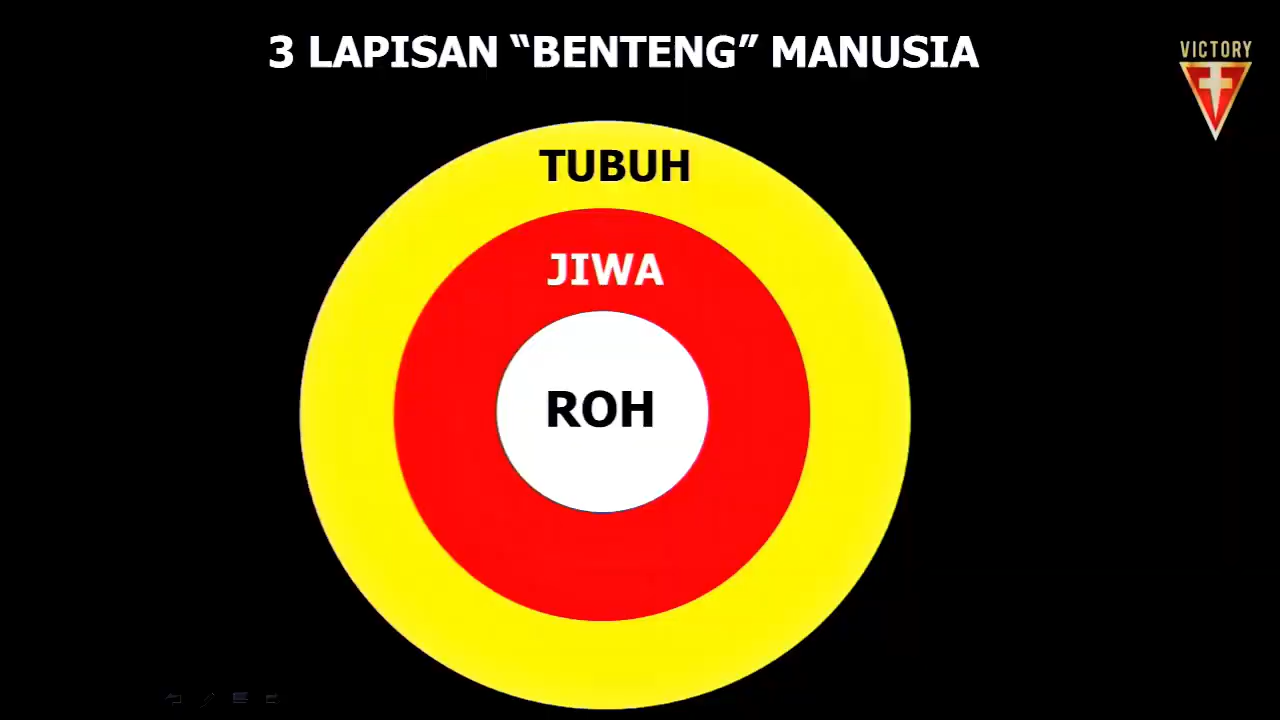 3 LAPISAN “BENTENG” MANUSIA
VICTORY
TUBUH
JIWA
ROH